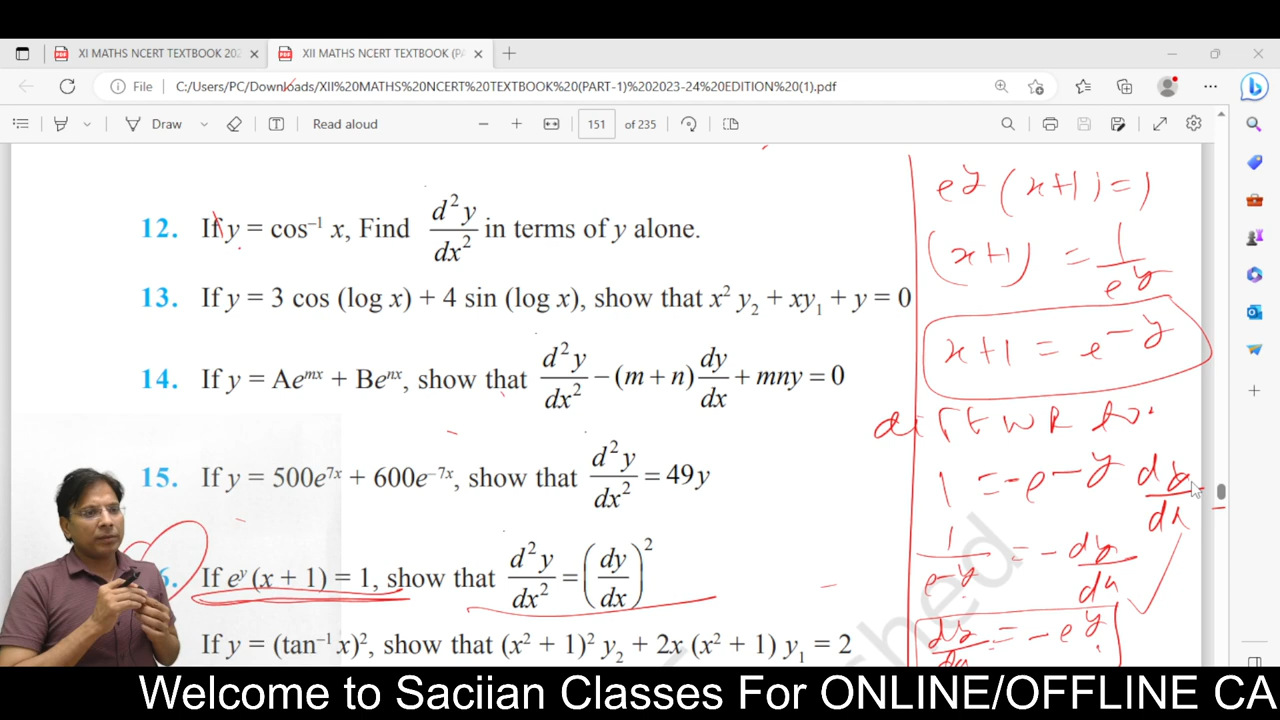 XI MATHS NCERT TEXTBOOK 202
XII MATHS NCERT TEXTBOOK (PA
File
C:/Users/PC/Downloads/XII%20MATHS%20NCERT%20TEXTBOOK%20(PART-1)%202023-24%20EDITION%20(1).pdf
Draw
Read aloud
151 of 235
12. If y = cos⁻¹ x, Find d²y/dx² in terms of y alone.
13. If y = 3 cos (log x) + 4 sin (log x), show that x² y₂ + xy₁ + y = 0
14. If y = Ae^mx + Be^nx, show that d²y/dx² − (m + n) dy/dx + mny = 0
15. If y = 500e^7x + 600e^−7x, show that d²y/dx² = 49y
6. If e^y (x + 1) = 1, show that d²y/dx² = (dy/dx)²
If y = (tan⁻¹ x)², show that (x² + 1)² y₂ + 2x (x² + 1) y₁ = 2
e^y (x+1) = 1
(x+1) = 1/e^y
x+1 = e^−y
diff w R to
1 = −e^−y dy/dx
1/e^−y = −dy/dx
dy/dx = −e^y
shed
Welcome to Saciian Classes For ONLINE/OFFLINE CA